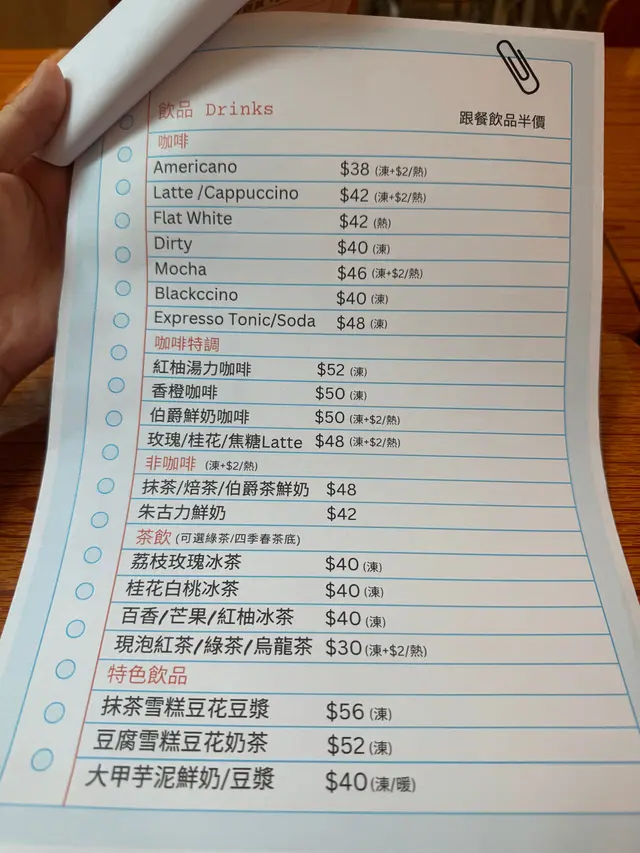 飲品 Drinks
跟餐飲品半價
咖啡
Americano $38 (凍+$2/熱)
Latte /Cappuccino $42 (凍+$2/熱)
Flat White $42 (熱)
Dirty $40 (凍)
Mocha $46 (凍+$2/熱)
Blackccino $40 (凍)
Expresso Tonic/Soda $48 (凍)
咖啡特調
紅柚湯力咖啡 $52 (凍)
香橙咖啡 $50 (凍)
伯爵鮮奶咖啡 $50 (凍+$2/熱)
玫瑰/桂花/焦糖Latte $48 (凍+$2/熱)
非咖啡 (凍+$2/熱)
抹茶/焙茶/伯爵茶鮮奶 $48
朱古力鮮奶 $42
茶飲 (可選綠茶/四季春茶底)
荔枝玫瑰冰茶 $40 (凍)
桂花白桃冰茶 $40 (凍)
百香/芒果/紅柚冰茶 $40 (凍)
現泡紅茶/綠茶/烏龍茶 $30 (凍+$2/熱)
特色飲品
抹茶雪糕豆花豆漿 $56 (凍)
豆腐雪糕豆花奶茶 $52 (凍)
大甲芋泥鮮奶/豆漿 $40 (凍/暖)